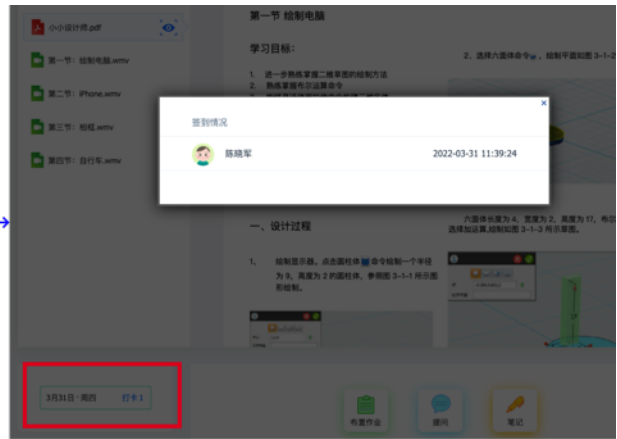 小小设计师.pdf
第一节：绘制电脑.wmv
第二节：iPhone.wmv
第三节：相框.wmv
第四节：自行车.wmv
第一节 绘制电脑
学习目标：
1. 进一步熟练掌握二维草图的绘制方法
2. 熟练掌握布尔运算命令
2、选择六面体命令，绘制平面如图 3-1-2
签到情况
陈晓军
2022-03-31 11:39:24
一、设计过程
1、 绘制显示器。点击圆柱体命令绘制一个半径
为 9，高度为 2 的圆柱体，参照图 3-1-1 所示图
形绘制。
六面体长度为 4，宽度为 2，高度为 17，布尔
选择加运算,绘制如图 3-1-3 所示草图。
3月31日·周四 打卡 1
布置作业
提问
笔记